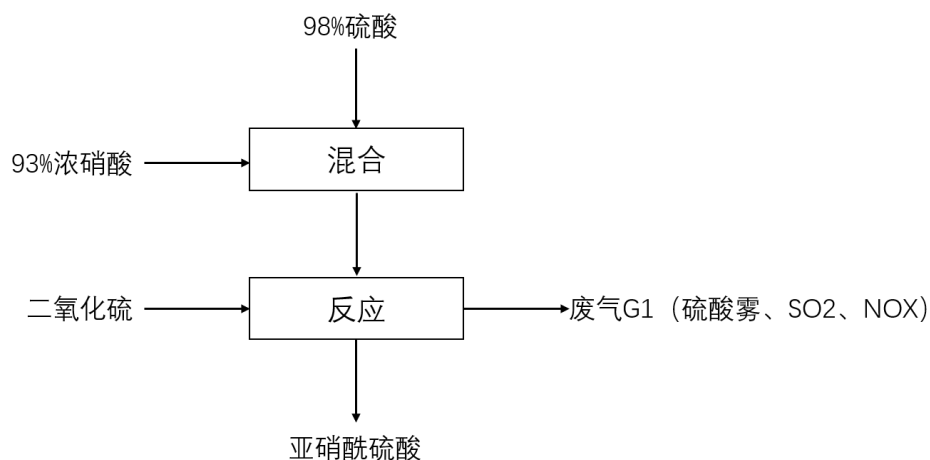 98%硫酸
93%浓硝酸
混合
二氧化硫
反应
废气G1（硫酸雾、SO2、NOX）
亚硝酰硫酸